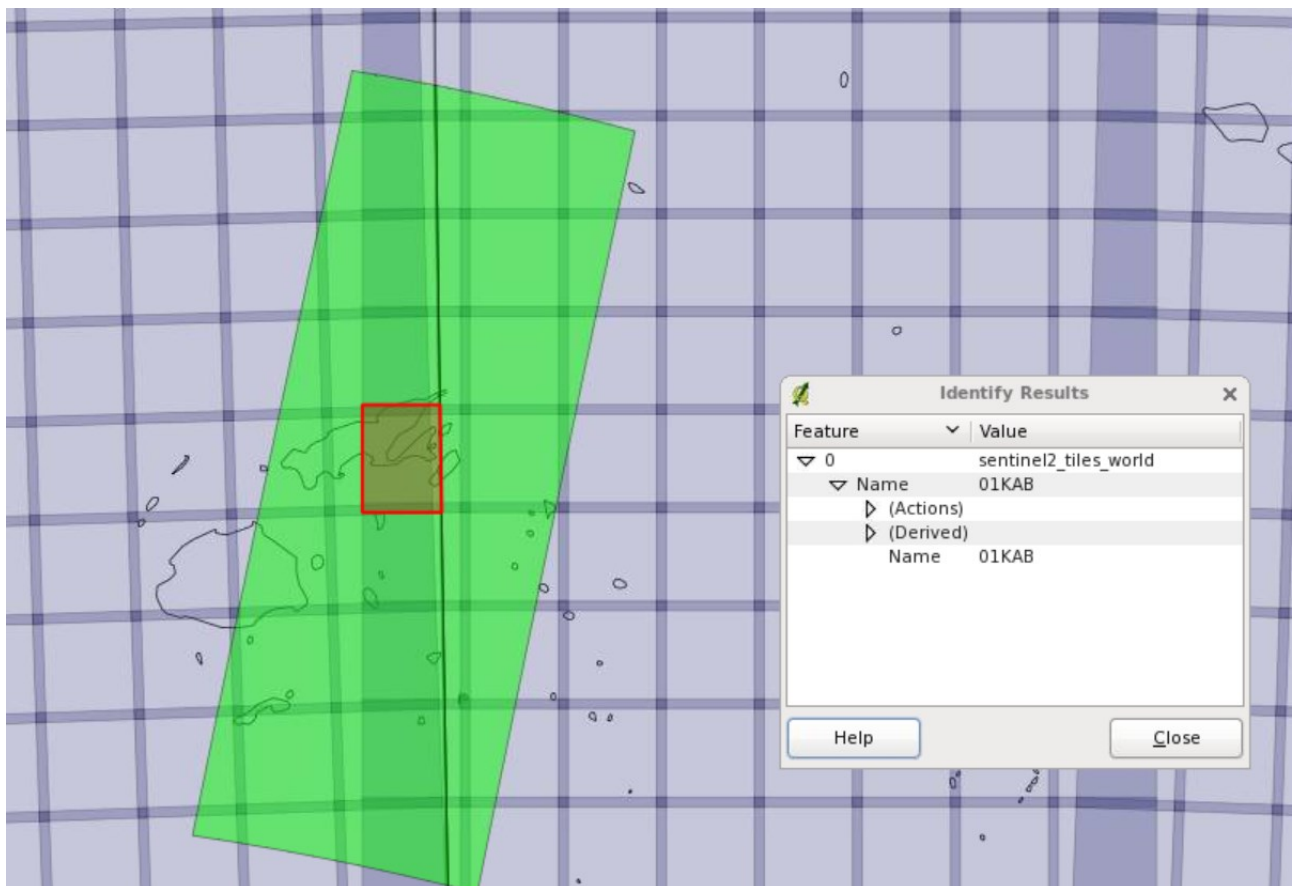 Identify Results
Feature Value
0 sentinel2_tiles_world
Name 01KAB
(Actions)
(Derived)
Name 01KAB
Help Close